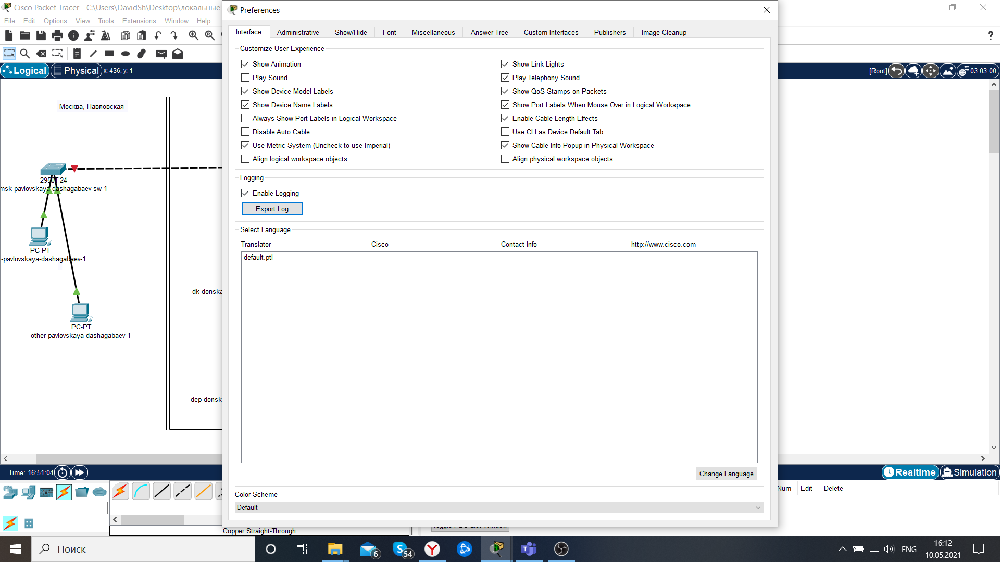 Cisco Packet Tracer - C:\Users\DavidSh\Desktop\локальные
File Edit Options View Tools Extensions Window Help
Logical Physical x: 436, y: 1
[Root] 03:03:00
Москва, Павловская
2950T-24
msk-pavlovskaya-dashagabaev-sw-1
PC-PT
-pavlovskaya-dashagabaev-1
PC-PT
other-pavlovskaya-dashagabaev-1
dk-donska
dep-donsk
Preferences
Interface Administrative Show/Hide Font Miscellaneous Answer Tree Custom Interfaces Publishers Image Cleanup
Customize User Experience
Show Animation Show Link Lights
Play Sound Play Telephony Sound
Show Device Model Labels Show QoS Stamps on Packets
Show Device Name Labels Show Port Labels When Mouse Over in Logical Workspace
Always Show Port Labels in Logical Workspace Enable Cable Length Effects
Disable Auto Cable Use CLI as Device Default Tab
Use Metric System (Uncheck to use Imperial) Show Cable Info Popup in Physical Workspace
Align logical workspace objects Align physical workspace objects
Logging
Enable Logging
Export Log
Select Language
Translator Cisco Contact Info http://www.cisco.com
default.ptl
Change Language
Color Scheme
Default
Time: 16:51:04
Realtime Simulation
Num Edit Delete
Copper Straight-Through
Поиск
6
54
ENG
16:12
10.05.2021